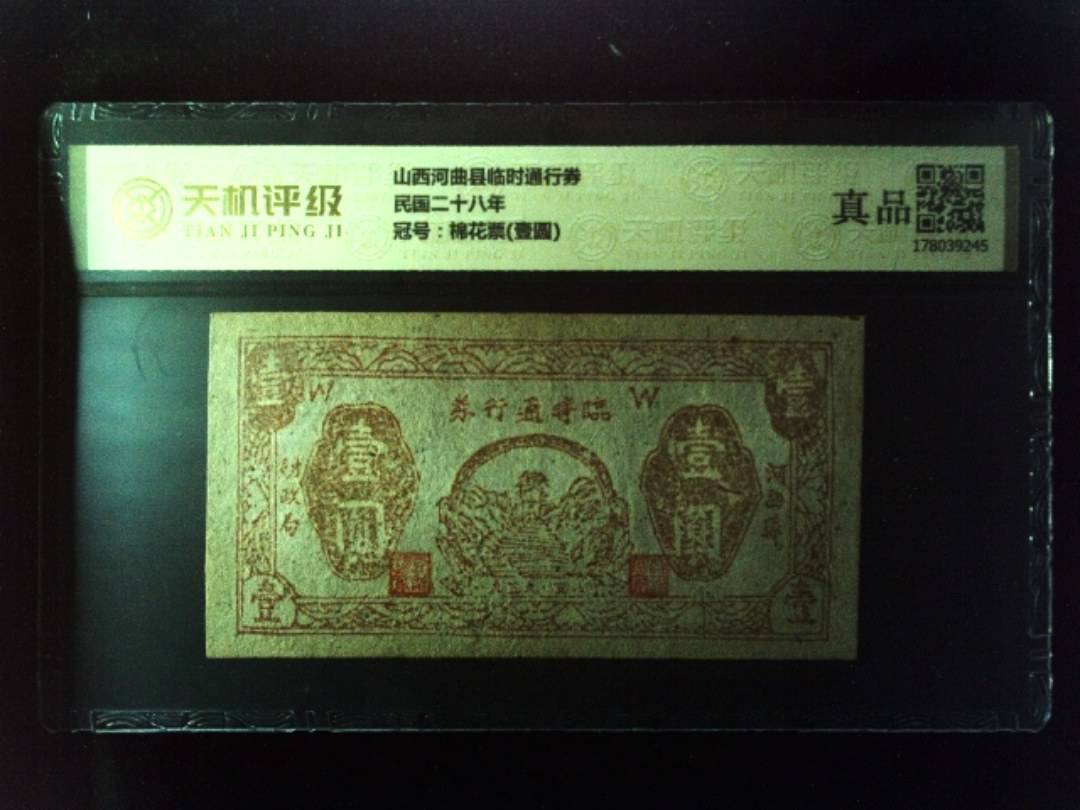 天机评级
TIAN JI PING JI
山西河曲县临时通行券
民国二十八年
冠号：棉花票(壹圆)
真品
178039245
壹
壹
W
W
券行通時臨
壹圓
壹圓
財政局
河曲縣
壹
壹